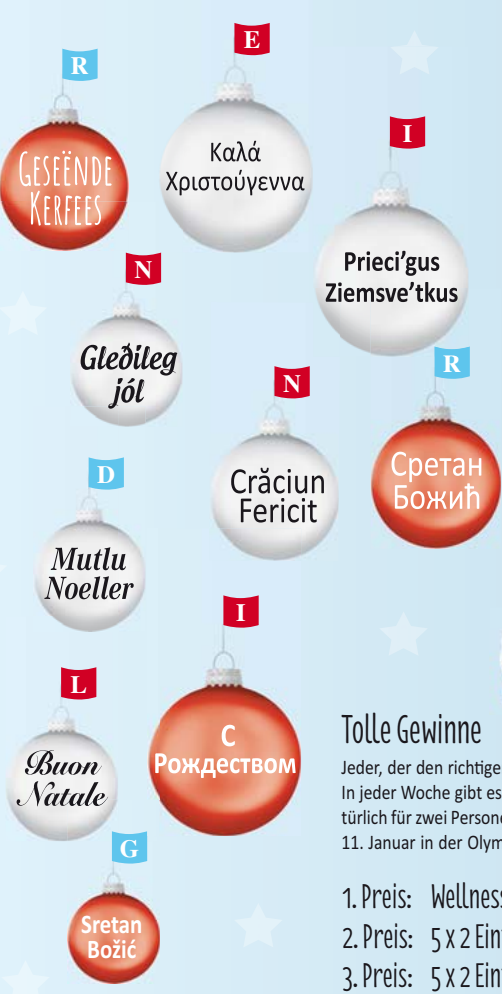 E
R
Καλά
Χριστούγεννα
GESEËNDE
KERFEES
I
Prieci'gus
Ziemsve'tkus
N
Gleðileg
jól
R
N
Сретан
Божић
Crăciun
Fericit
D
Mutlu
Noeller
I
С
Рождеством
L
Buon
Natale
G
Sretan
Božić
Tolle Gewinne
Jeder, der den richtige
In jeder Woche gibt es
türlich für zwei Persone
11. Januar in der Olym
1. Preis: Wellness
2. Preis: 5 x 2 Ein
3. Preis: 5 x 2 Ein